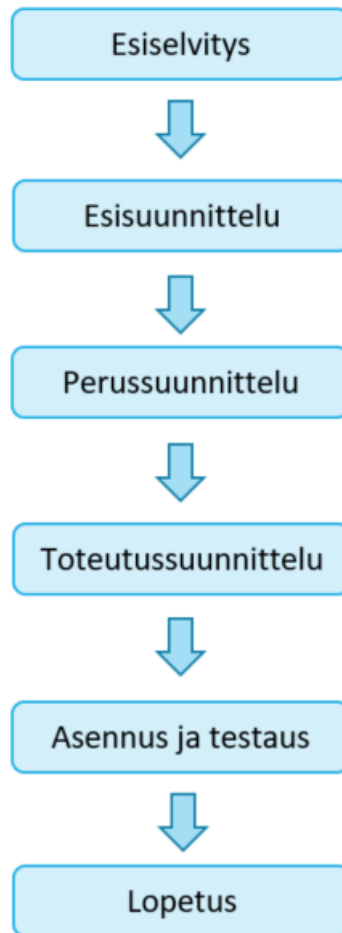 Esiselvitys
Esisuunnittelu
Perussuunnittelu
Toteutussuunnittelu
Asennus ja testaus
Lopetus